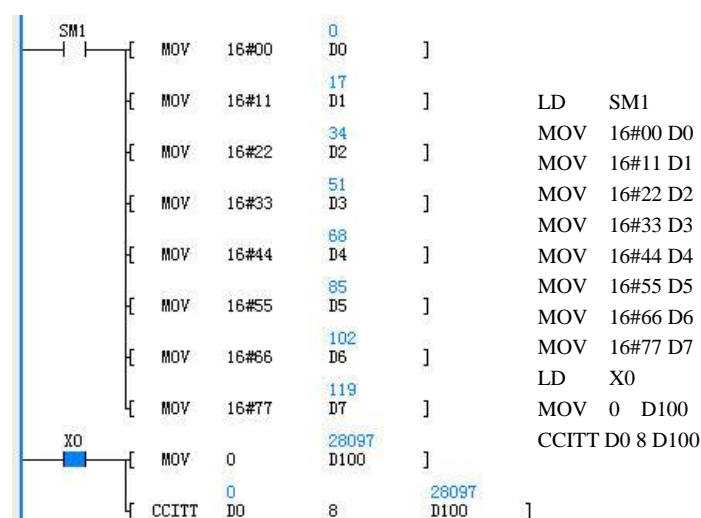 SM1
0
MOV 16#00 D0 ]
17
MOV 16#11 D1 ]
34
MOV 16#22 D2 ]
51
MOV 16#33 D3 ]
68
MOV 16#44 D4 ]
85
MOV 16#55 D5 ]
102
MOV 16#66 D6 ]
119
MOV 16#77 D7 ]
X0
28097
MOV 0 D100 ]
0 28097
CCITT D0 8 D100 ]
LD SM1
MOV 16#00 D0
MOV 16#11 D1
MOV 16#22 D2
MOV 16#33 D3
MOV 16#44 D4
MOV 16#55 D5
MOV 16#66 D6
MOV 16#77 D7
LD X0
MOV 0 D100
CCITT D0 8 D100